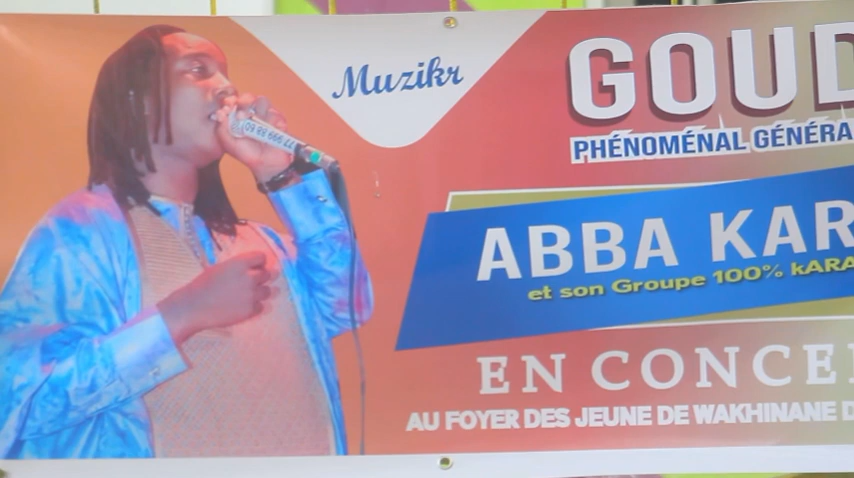 Muzikr
GOUD
PHÉNOMÉNAL GÉNÉRA
ABBA KAR
et son Groupe 100% kARA
EN CONCE
AU FOYER DES JEUNE DE WAKHINANE D